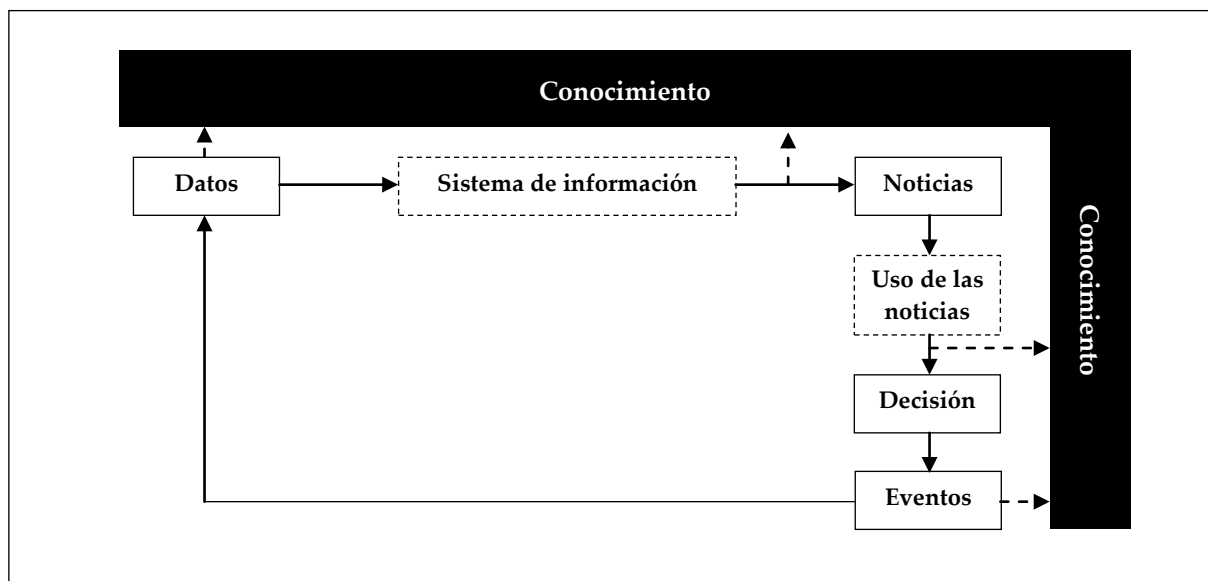 Conocimiento
Datos
Sistema de información
Noticias
Uso de las
noticias
Conocimiento
Decisión
Eventos